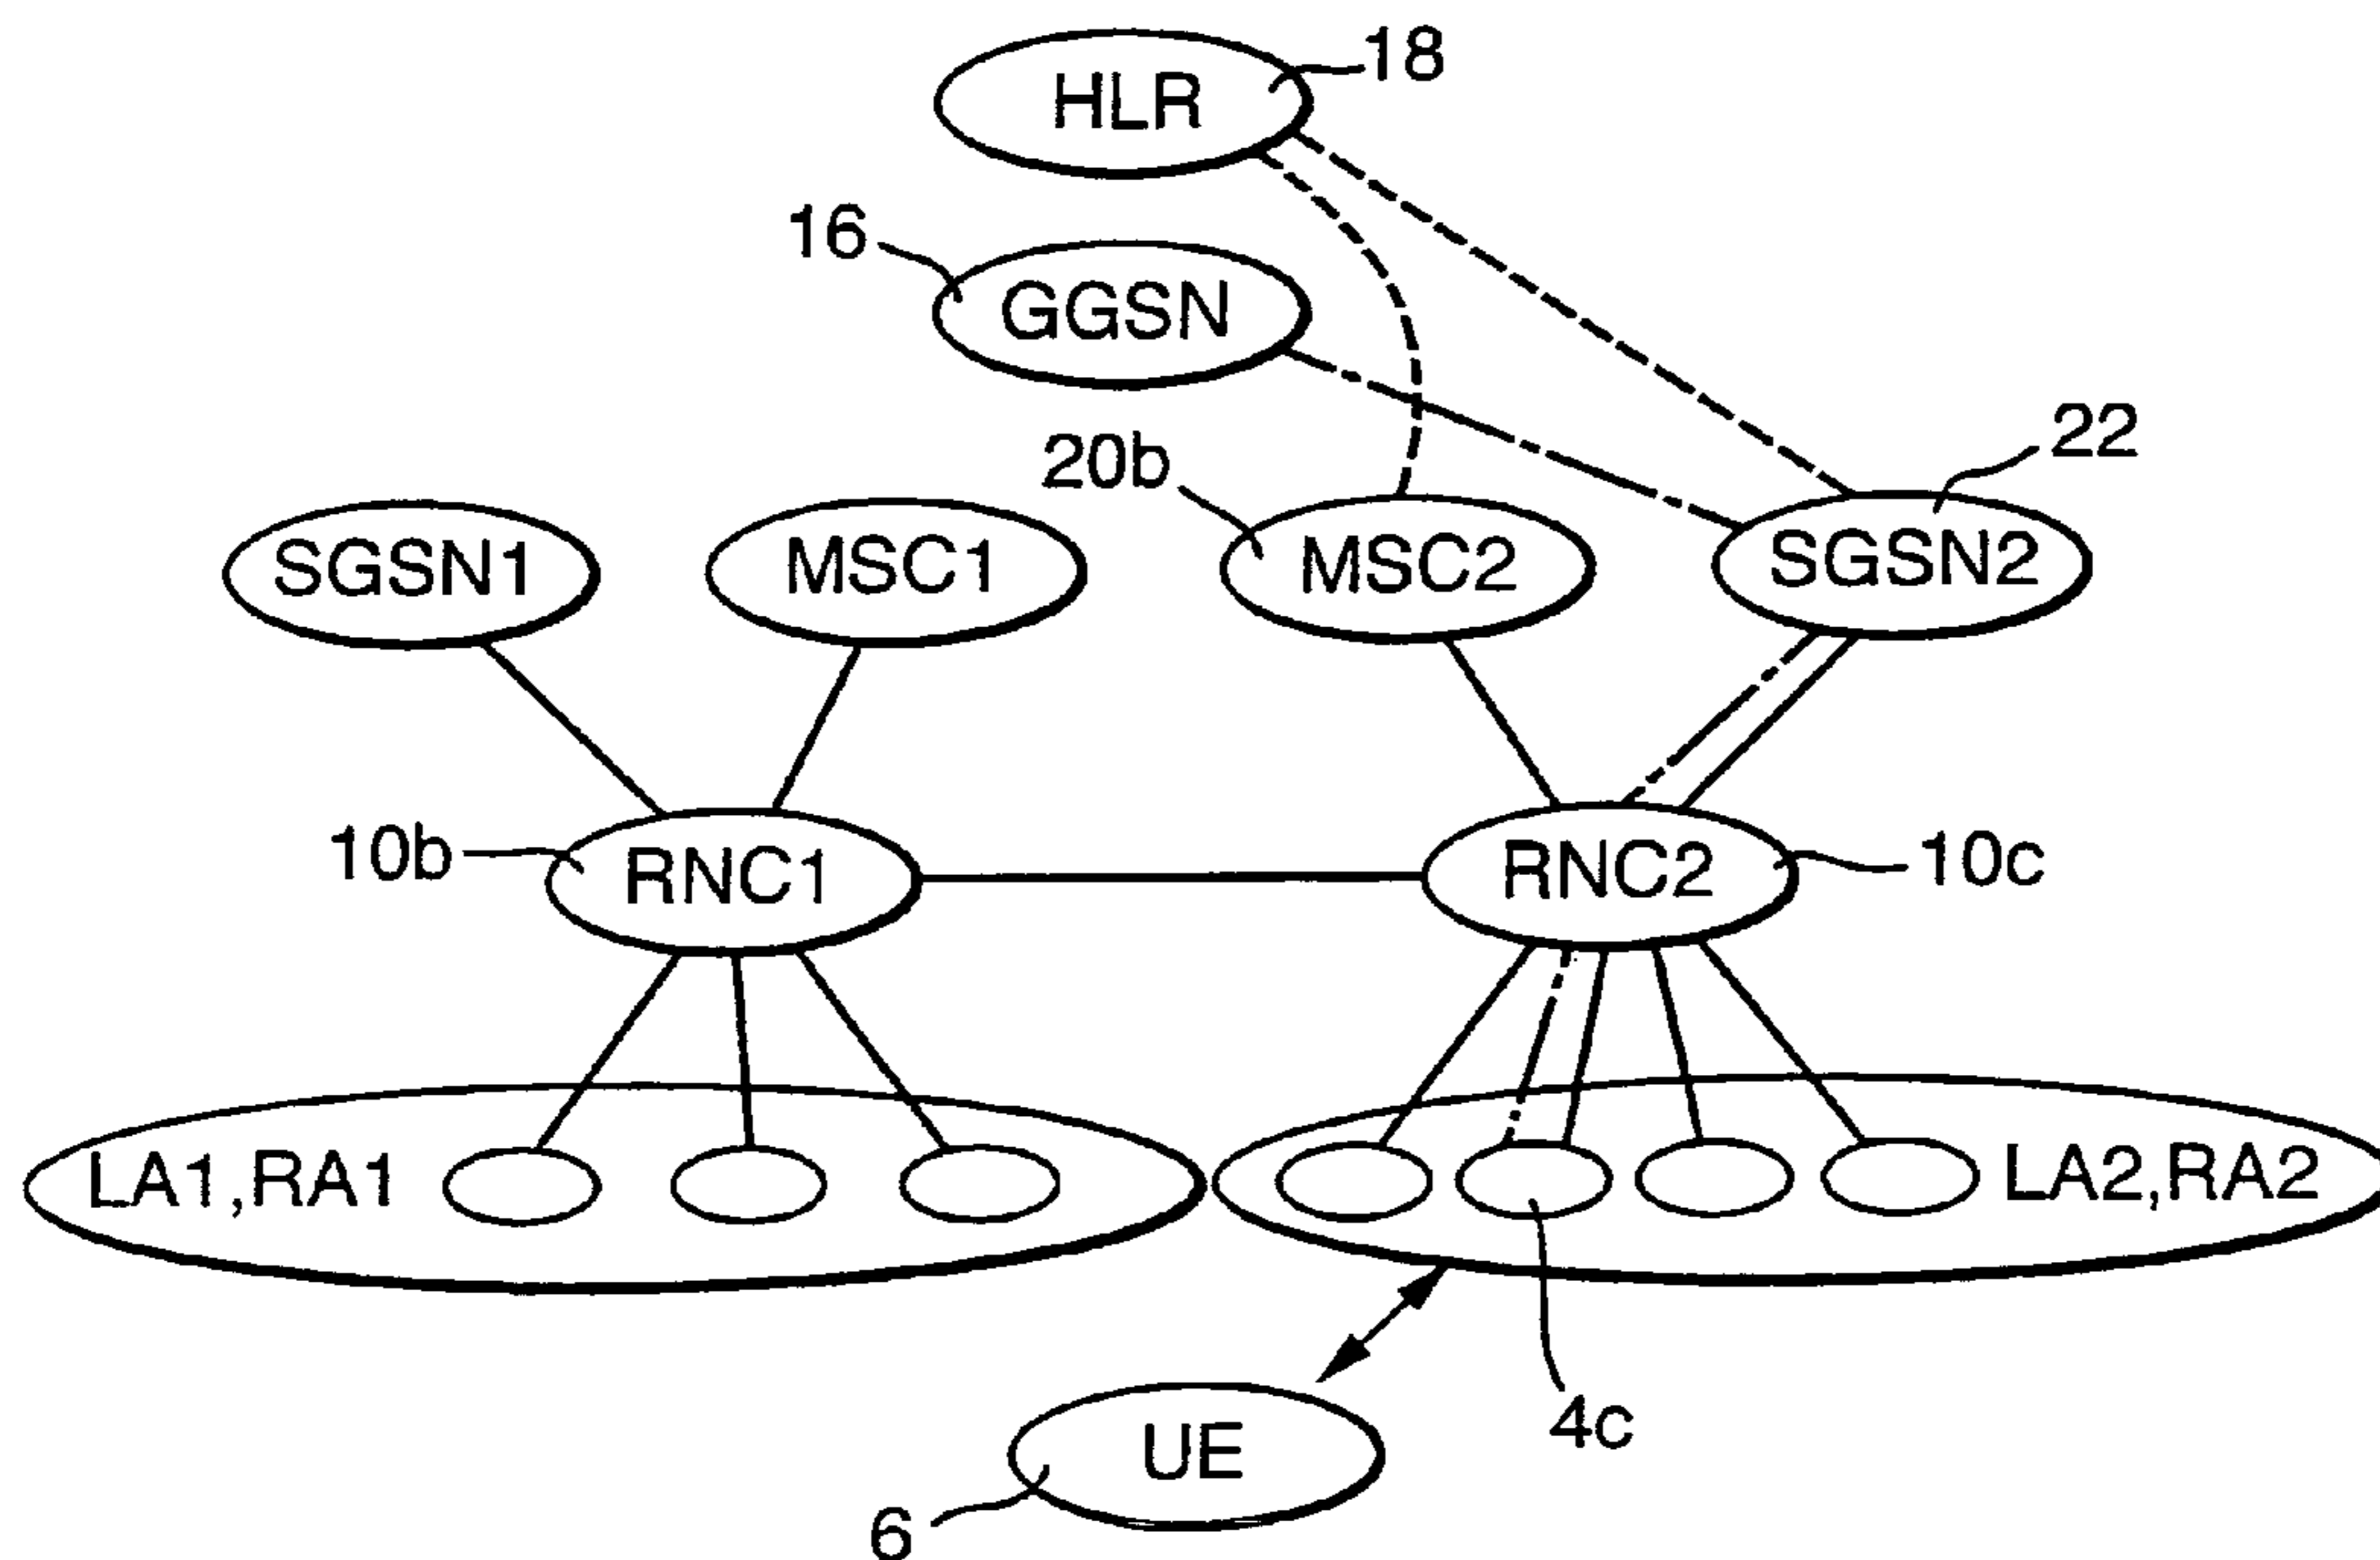 18
HLR
16
GGSN
20b
22
SGSN1
MSC1
MSC2
SGSN2
10b
RNC1
RNC2
10c
LA1,RA1
LA2,RA2
4c
UE
6